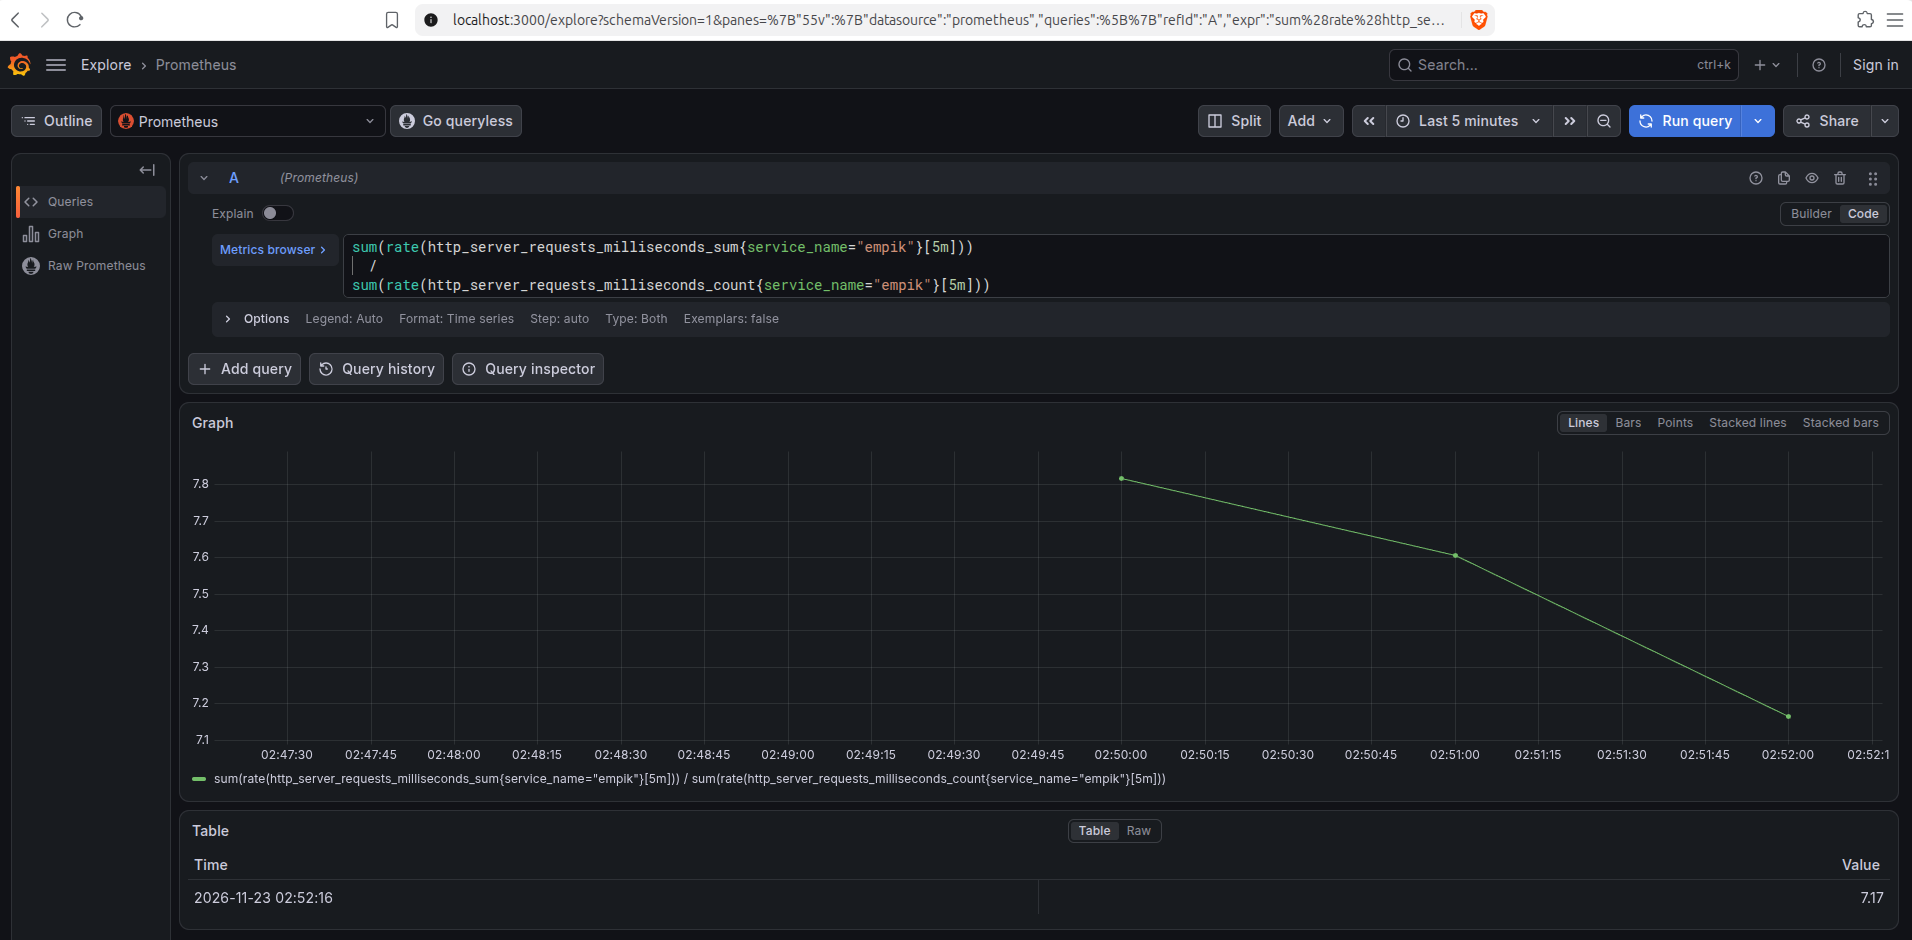 localhost:3000/explore?schemaVersion=1&panes=%7B"55v":%7B"datasource":"prometheus","queries":%5B%7B"refId":"A","expr":"sum%28rate%28http_se...
Explore › Prometheus
Search... ctrl+k
Sign in
Outline
Prometheus
Go queryless
Split
Add
Last 5 minutes
Run query
Share
Queries
Graph
Raw Prometheus
A (Prometheus)
Explain
Builder Code
Metrics browser >
sum(rate(http_server_requests_milliseconds_sum{service_name="empik"}[5m]))
/
sum(rate(http_server_requests_milliseconds_count{service_name="empik"}[5m]))
Options Legend: Auto Format: Time series Step: auto Type: Both Exemplars: false
+ Add query
Query history
Query inspector
Graph
Lines Bars Points Stacked lines Stacked bars
7.8
7.7
7.6
7.5
7.4
7.3
7.2
7.1
02:47:30 02:47:45 02:48:00 02:48:15 02:48:30 02:48:45 02:49:00 02:49:15 02:49:30 02:49:45 02:50:00 02:50:15 02:50:30 02:50:45 02:51:00 02:51:15 02:51:30 02:51:45 02:52:00 02:52:1
sum(rate(http_server_requests_milliseconds_sum{service_name="empik"}[5m])) / sum(rate(http_server_requests_milliseconds_count{service_name="empik"}[5m]))
Table
Table Raw
Time Value
2026-11-23 02:52:16 7.17